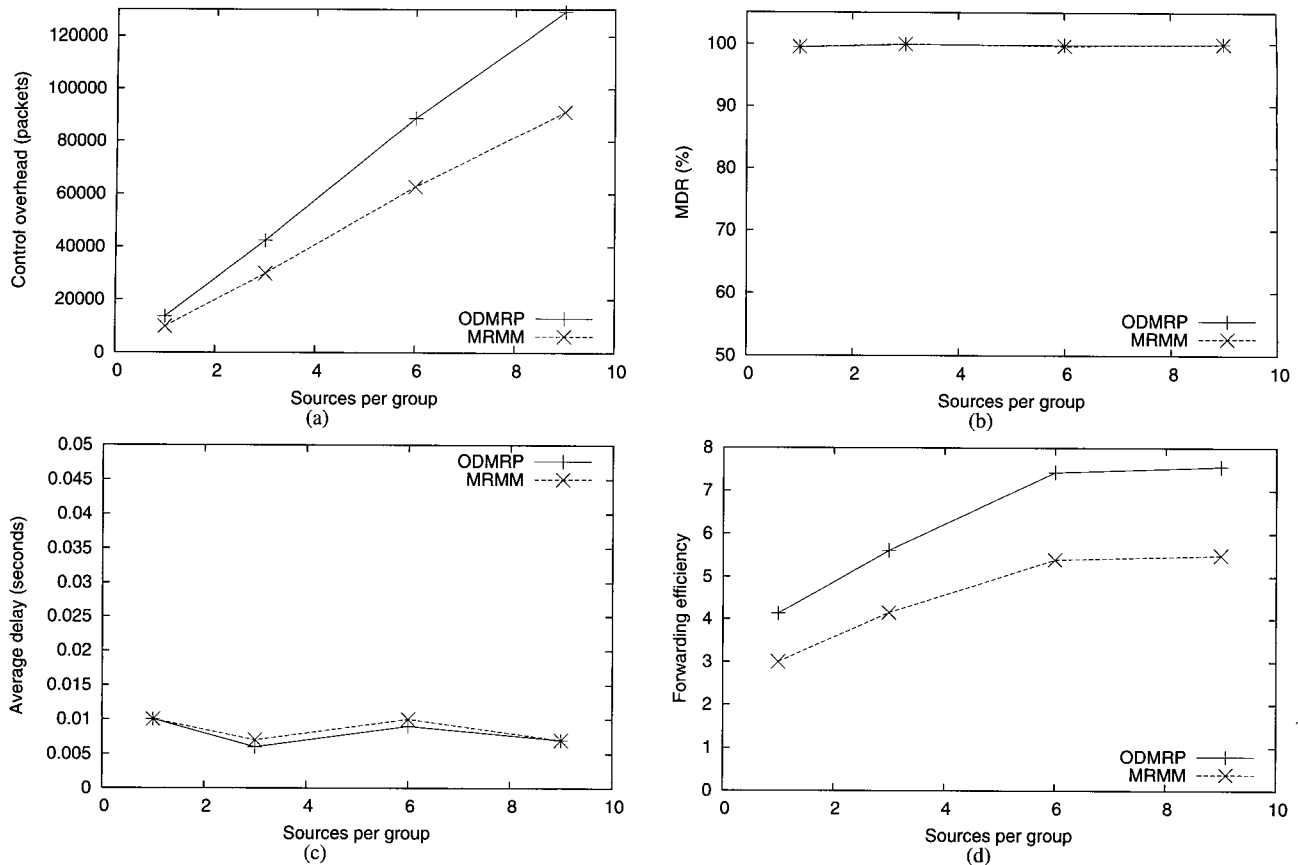 120000
100000
80000
60000
40000
20000
0
Control overhead (packets)
ODMRP
MRMM
0 2 4 6 8 10
Sources per group
(a)
100
90
80
70
60
50
MDR (%)
ODMRP
MRMM
0 2 4 6 8 10
Sources per group
(b)
0.05
0.045
0.04
0.035
0.03
0.025
0.02
0.015
0.01
0.005
0
Average delay (seconds)
ODMRP
MRMM
0 2 4 6 8 10
Sources per group
(c)
8
7
6
5
4
3
2
1
0
Forwarding efficiency
ODMRP
MRMM
0 2 4 6 8 10
Sources per group
(d)